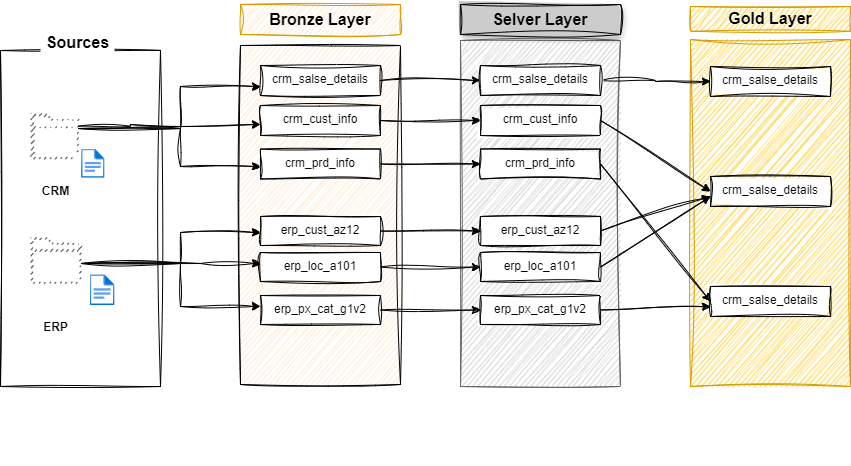 Sources
CRM
ERP
Bronze Layer
crm_salse_details
crm_cust_info
crm_prd_info
erp_cust_az12
erp_loc_a101
erp_px_cat_g1v2
Selver Layer
crm_salse_details
crm_cust_info
crm_prd_info
erp_cust_az12
erp_loc_a101
erp_px_cat_g1v2
Gold Layer
crm_salse_details
crm_salse_details
crm_salse_details